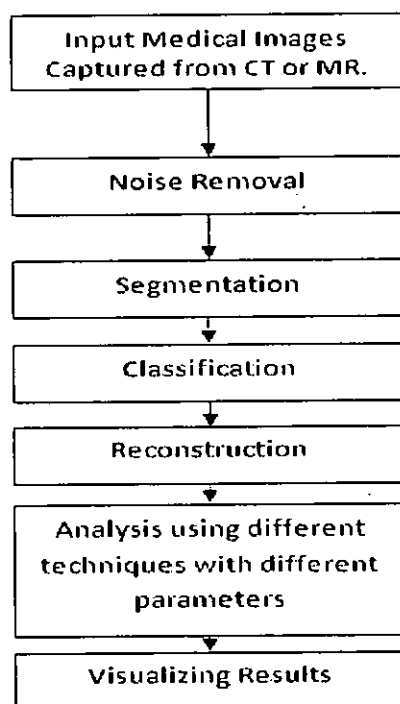 Input Medical Images
Captured from CT or MR.
Noise Removal
Segmentation
Classification
Reconstruction
Analysis using different
techniques with different
parameters
Visualizing Results